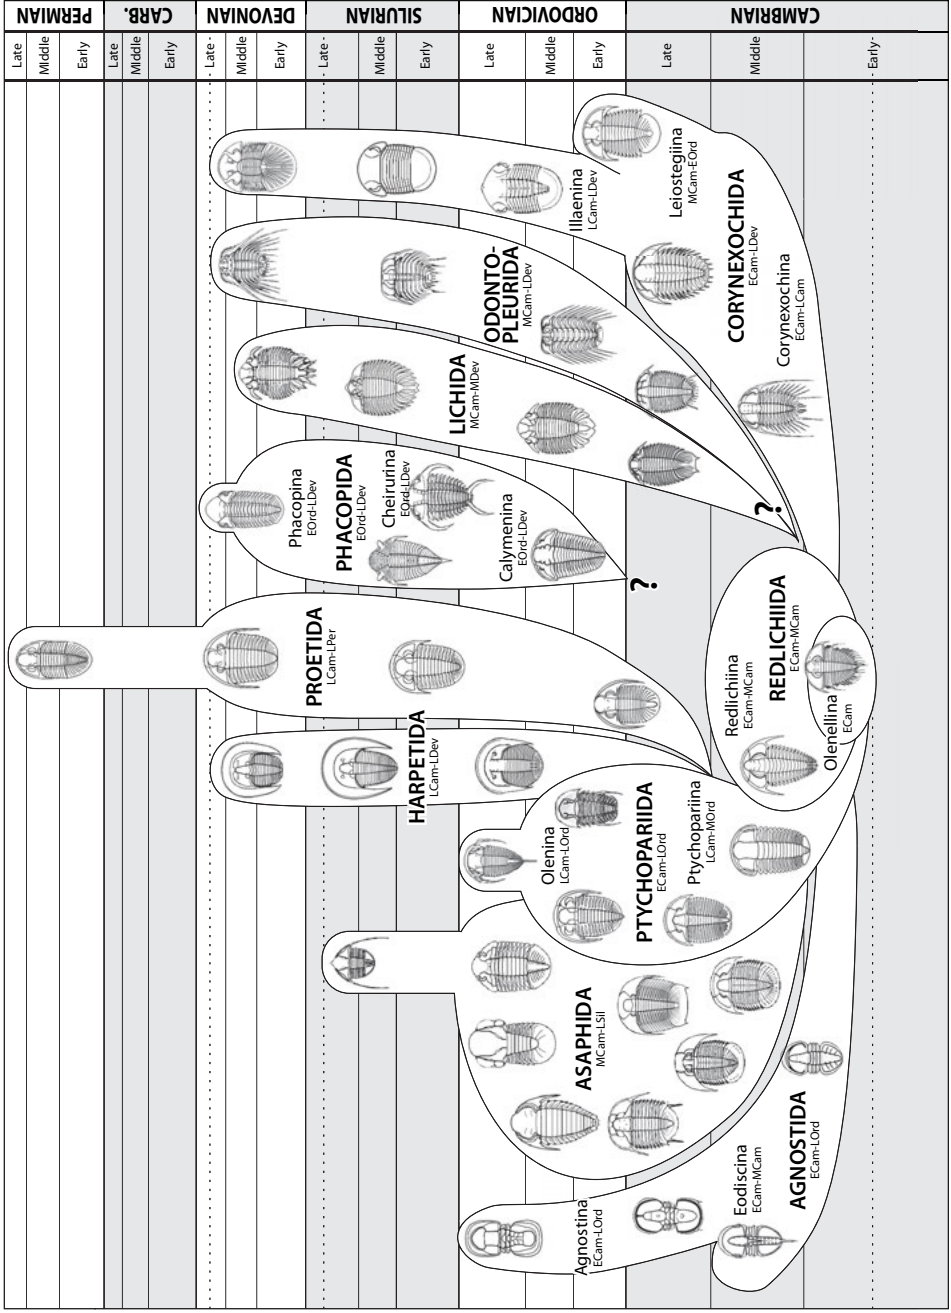 PERMIAN
CARB.
DEVONIAN
SILURIAN
ORDOVICIAN
CAMBRIAN
Late
Middle
Early
Late
Middle
Early
Late
Middle
Early
Late
Middle
Early
Late
Middle
Early
Late
Middle
Early
Illaenina
LCam-LDev
Leiostegiina
MCam-EOrd
CORYNEXOCHIDA
ECam-LDev
Corynexochina
ECam-LCam
ODONTO-
PLEURIDA
MCam-LDev
LICHIDA
MCam-MDev
?
Phacopina
EOrd-LDev
PHACOPIDA
EOrd-LDev
Cheirurina
EOrd-LDev
Calymenina
EOrd-LDev
?
PROETIDA
LCam-LPer
Redlichiina
ECam-MCam
REDLICHIIDA
ECam-MCam
Olenellina
ECam
HARPETIDA
LCam-LDev
Olenina
LCam-LOrd
PTYCHOPARIIDA
ECam-LOrd
Ptychopariina
LCam-MOrd
ASAPHIDA
MCam-LSil
Agnostina
ECam-LOrd
Eodiscina
ECam-MCam
AGNOSTIDA
ECam-LOrd